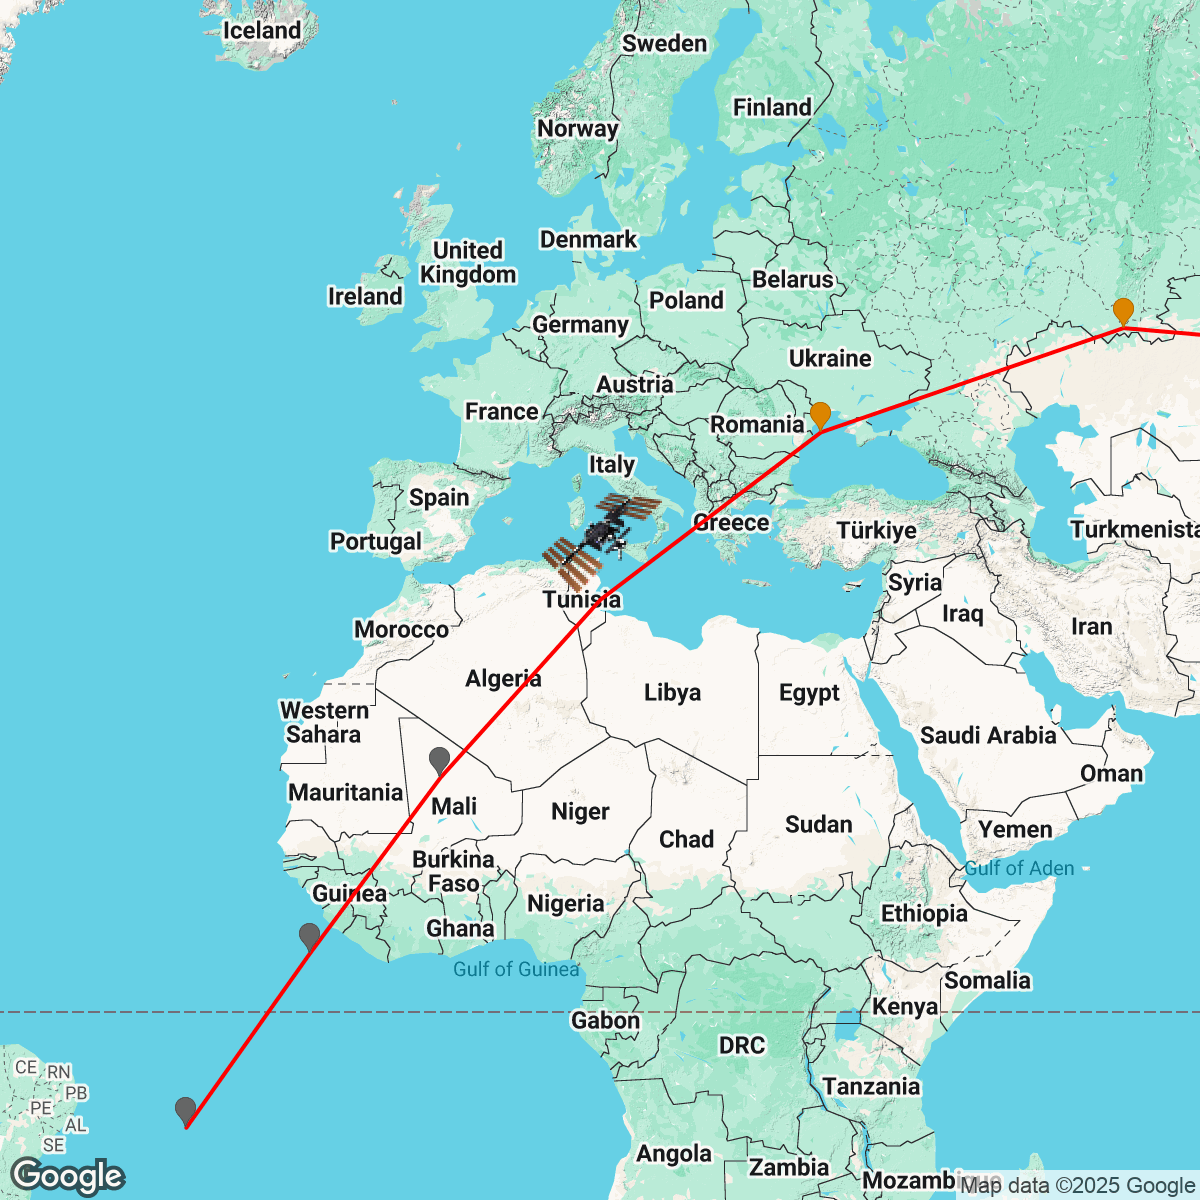 Iceland
Sweden
Finland
Norway
Denmark
United
Kingdom
Ireland
Belarus
Poland
Germany
Ukraine
Austria
France
Romania
Italy
Spain
Greece
Türkiye
Turkmenista
Portugal
Syria
Tunisia
Iraq
Iran
Morocco
Algeria
Libya
Egypt
Western
Sahara
Saudi Arabia
Oman
Mauritania
Mali
Niger
Sudan
Yemen
Chad
Burkina
Faso
Gulf of Aden
Guinea
Nigeria
Ethiopia
Ghana
Gulf of Guinea
Somalia
Kenya
Gabon
DRC
CE
RN
PB
PE
AL
SE
Tanzania
Angola
Zambia
Mozambique
Google
Map data ©2025 Google